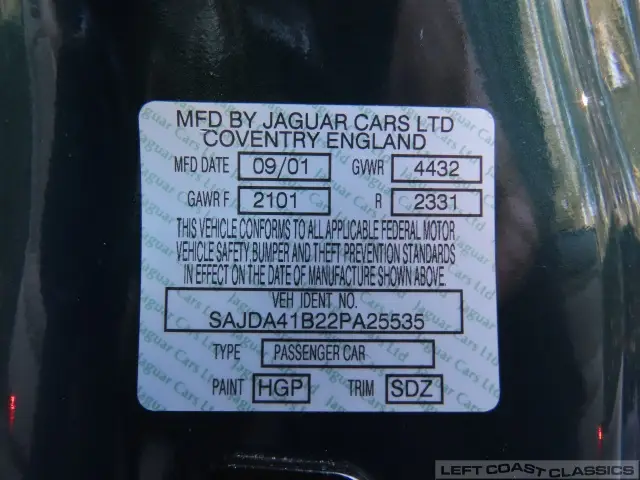 MFD BY JAGUAR CARS LTD
COVENTRY ENGLAND
MFD DATE 09/01 GVWR 4432
GAWR F 2101 R 2331
THIS VEHICLE CONFORMS TO ALL APPLICABLE FEDERAL MOTOR
VEHICLE SAFETY, BUMPER AND THEFT PREVENTION STANDARDS
IN EFFECT ON THE DATE OF MANUFACTURE SHOWN ABOVE.
VEH IDENT NO.
SAJDA41B22PA25535
TYPE PASSENGER CAR
PAINT HGP TRIM SDZ
LEFT COAST CLASSICS